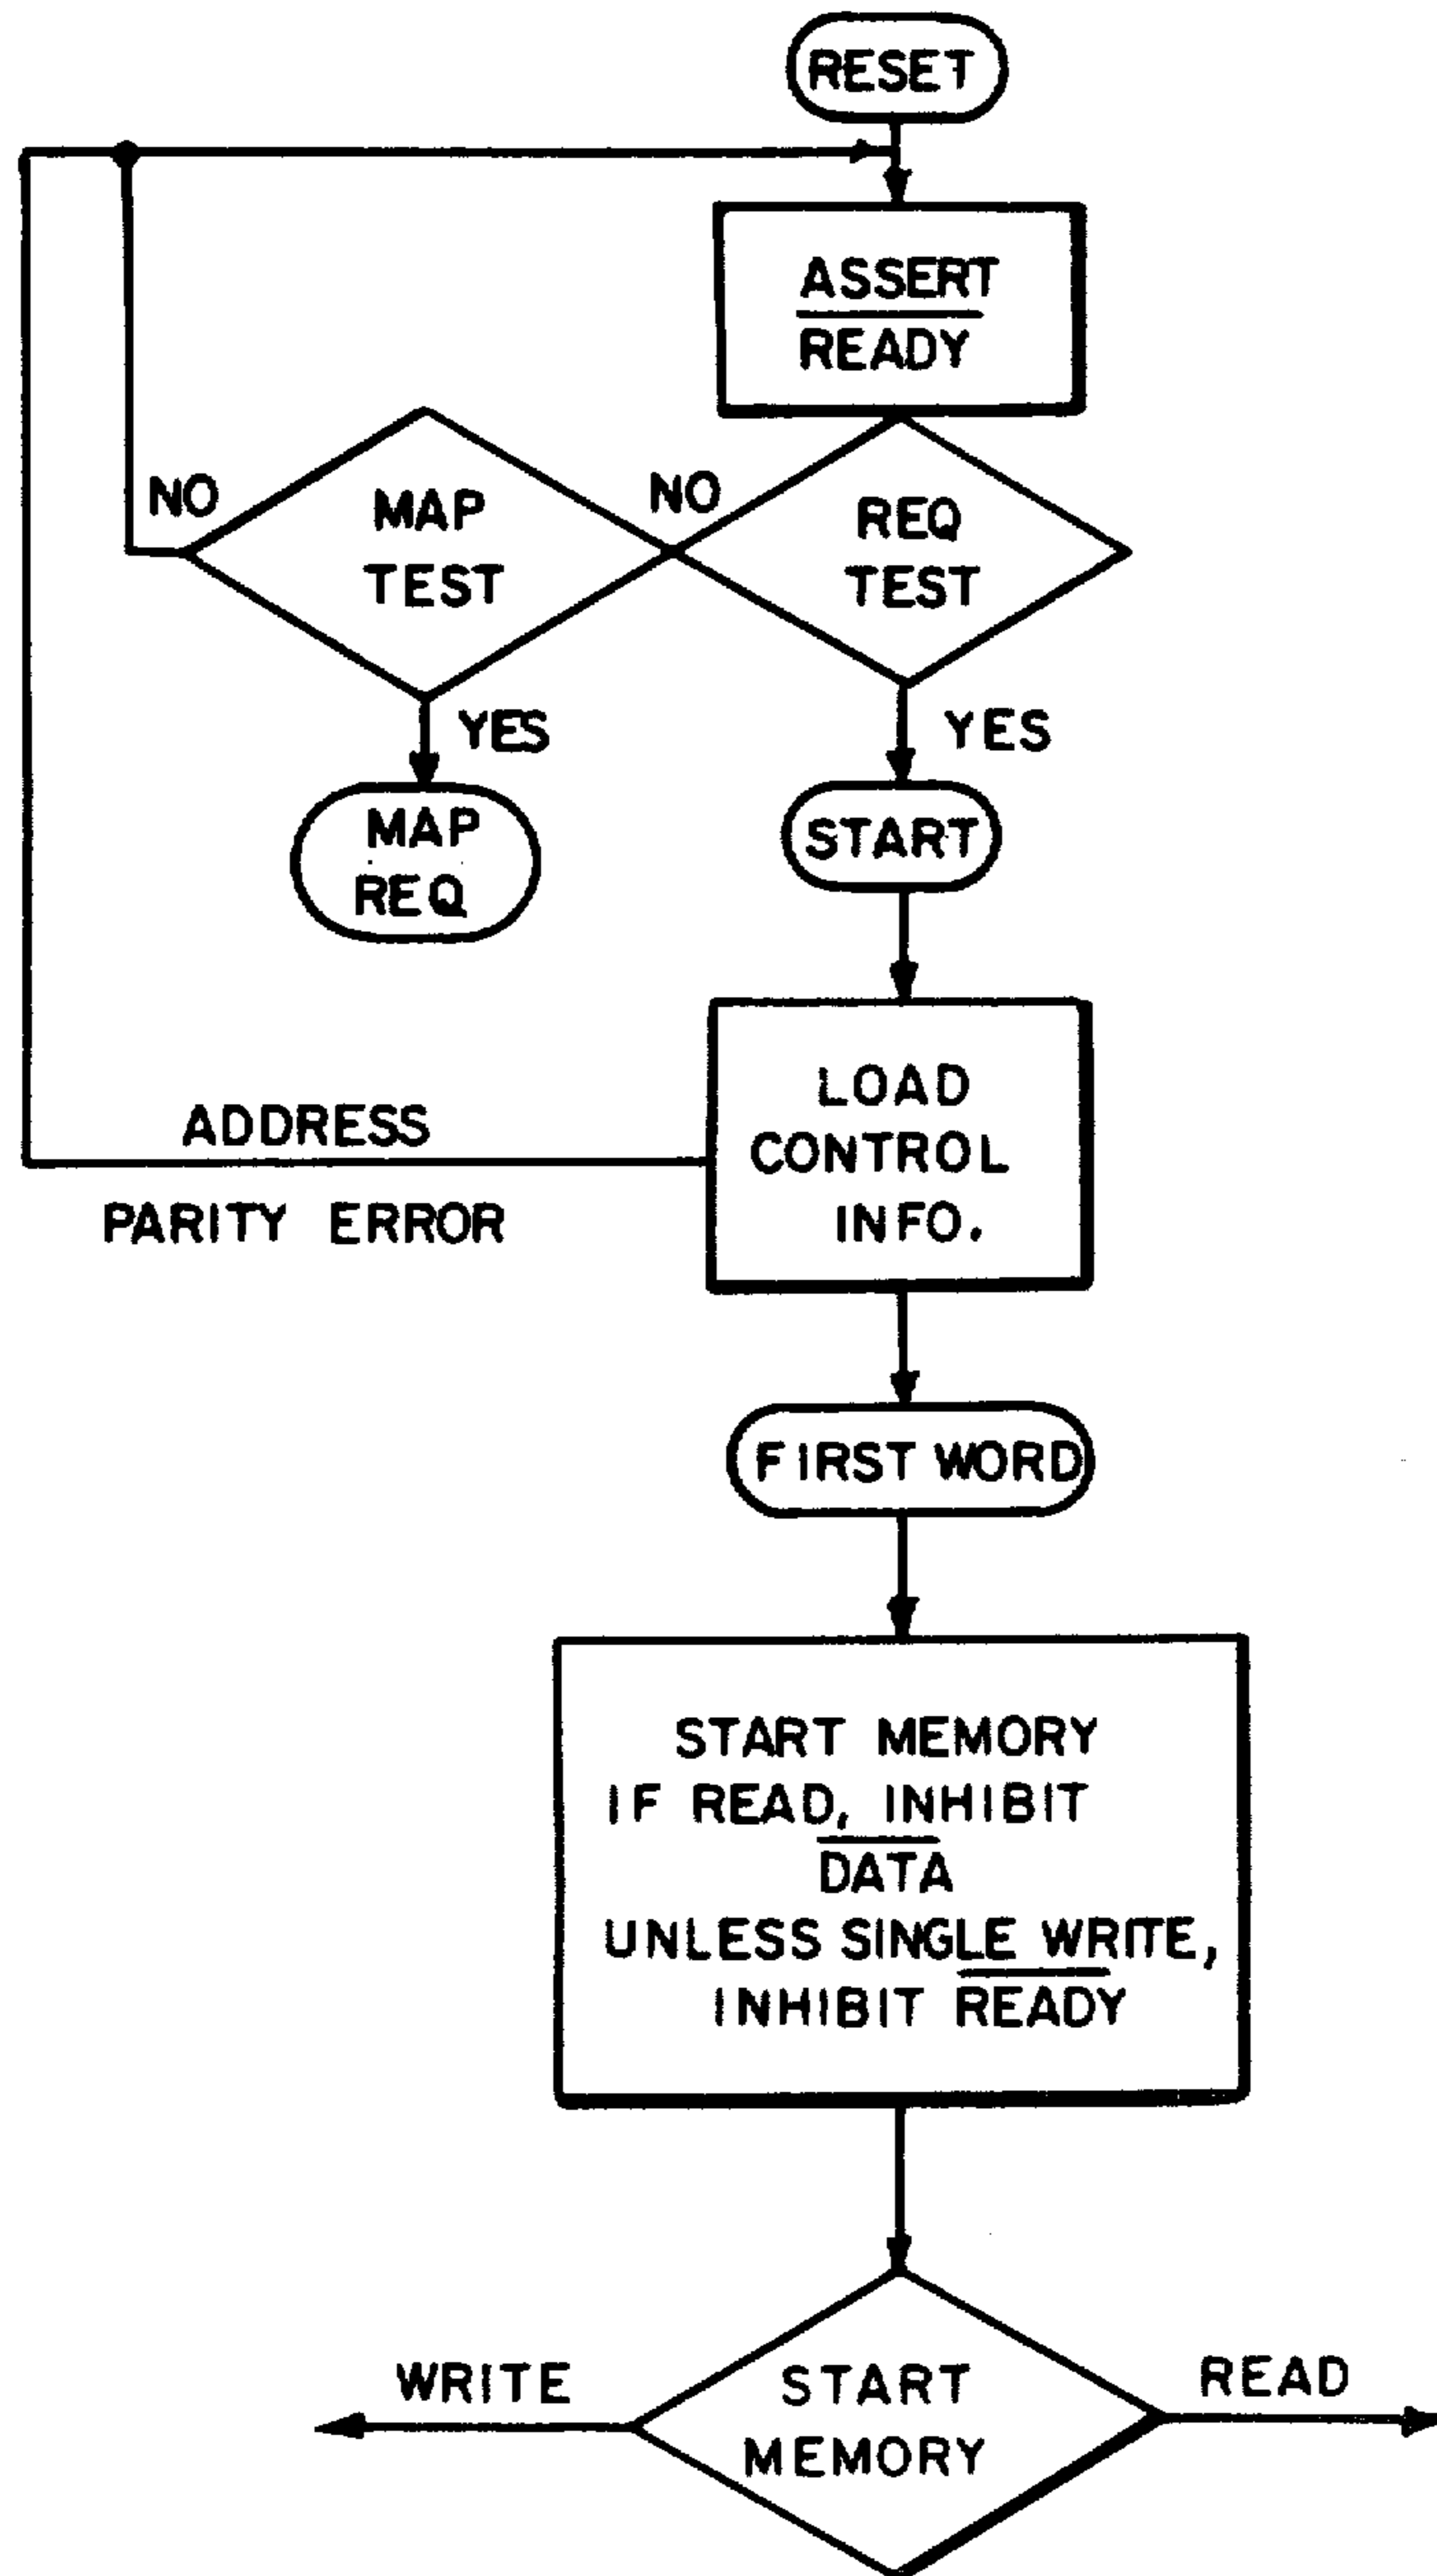 RESET
ASSERT
READY
NO
MAP
TEST
NO
REQ
TEST
YES
YES
MAP
REQ
START
LOAD
CONTROL
INFO.
ADDRESS
PARITY ERROR
FIRST WORD
START MEMORY
IF READ, INHIBIT
DATA
UNLESS SINGLE WRITE,
INHIBIT READY
WRITE
START
MEMORY
READ